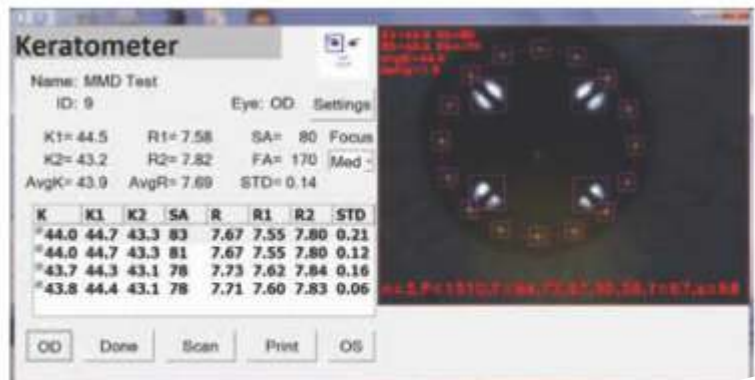 Keratometer
Name: MMD Test
ID: 9 Eye: OD Settings
K1= 44.5 R1= 7.58 SA= 80 Focus
K2= 43.2 R2= 7.82 FA= 170 Med
AvgK= 43.9 AvgR= 7.69 STD= 0.14
K K1 K2 SA R R1 R2 STD
44.0 44.7 43.3 83 7.67 7.55 7.80 0.21
44.0 44.7 43.3 81 7.67 7.55 7.80 0.12
43.7 44.3 43.1 78 7.73 7.62 7.84 0.16
43.8 44.4 43.1 78 7.71 7.60 7.83 0.06
OD Done Scan Print OS